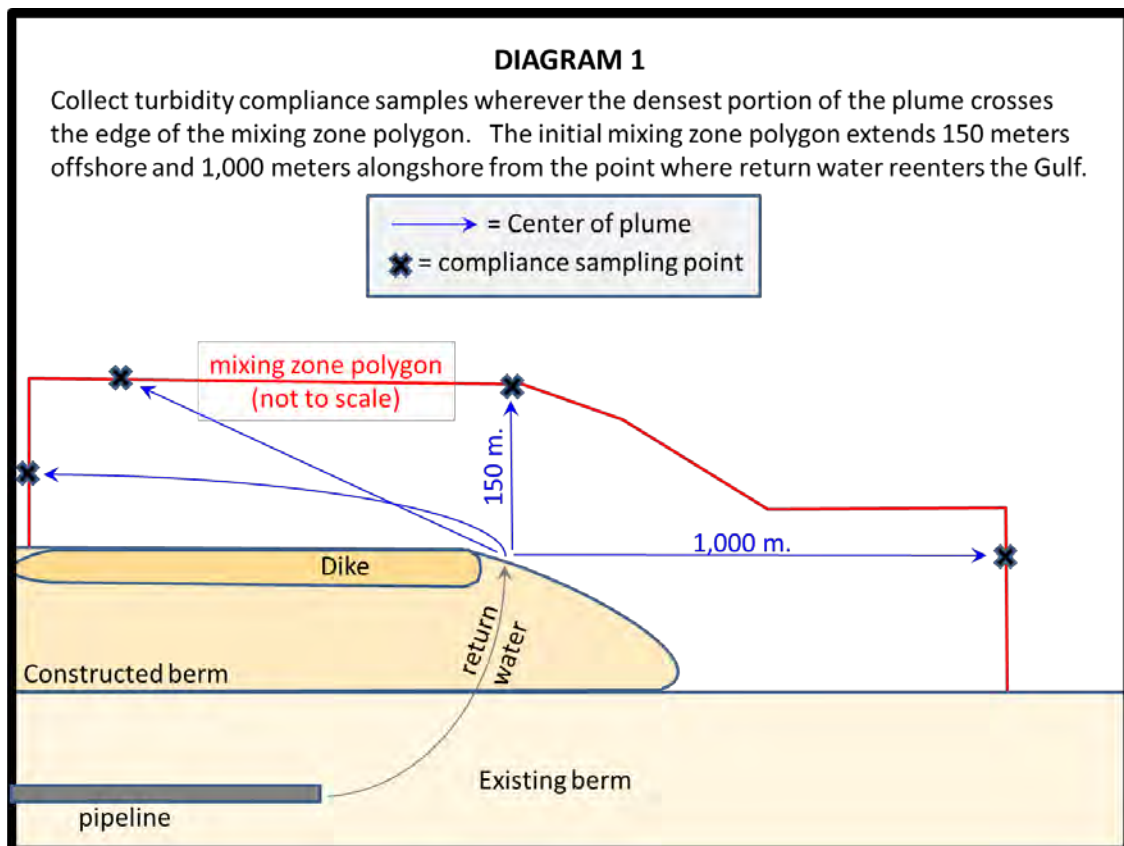 DIAGRAM 1
Collect turbidity compliance samples wherever the densest portion of the plume crosses
the edge of the mixing zone polygon. The initial mixing zone polygon extends 150 meters
offshore and 1,000 meters alongshore from the point where return water reenters the Gulf.
= Center of plume
= compliance sampling point
mixing zone polygon
(not to scale)
150 m.
1,000 m.
Dike
return
water
Constructed berm
Existing berm
pipeline